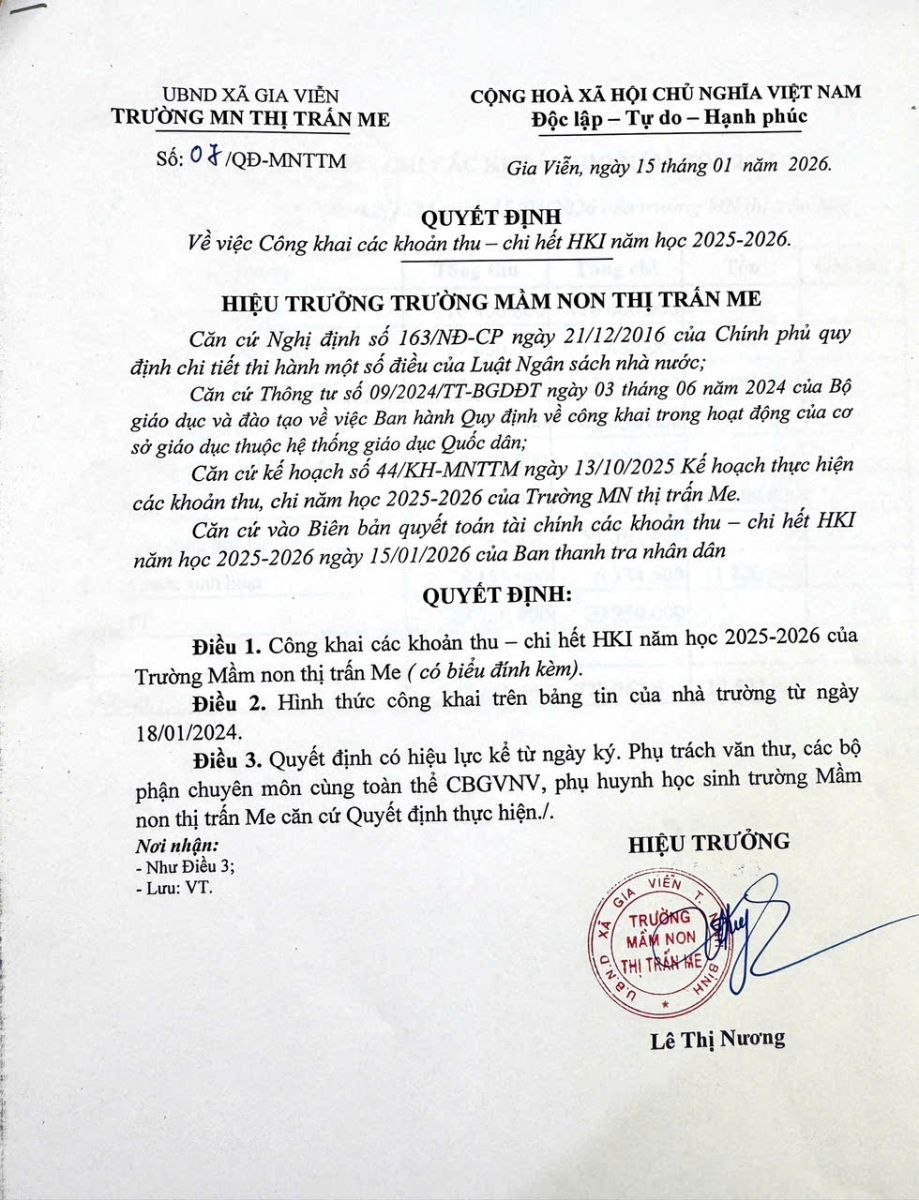 UBND XÃ GIA VIỄN
TRƯỜNG MN THỊ TRẤN ME
Số: 07/QĐ-MNTTM
CỘNG HOÀ XÃ HỘI CHỦ NGHĨA VIỆT NAM
Độc lập – Tự do – Hạnh phúc
Gia Viễn, ngày 15 tháng 01 năm 2026.
QUYẾT ĐỊNH
Về việc Công khai các khoản thu – chi hết HKI năm học 2025-2026.
HIỆU TRƯỞNG TRƯỜNG MẦM NON THỊ TRẤN ME
Căn cứ Nghị định số 163/NĐ-CP ngày 21/12/2016 của Chính phủ quy
định chi tiết thi hành một số điều của Luật Ngân sách nhà nước;
Căn cứ Thông tư số 09/2024/TT-BGDĐT ngày 03 tháng 06 năm 2024 của Bộ
giáo dục và đào tạo về việc Ban hành Quy định về công khai trong hoạt động của cơ
sở giáo dục thuộc hệ thống giáo dục Quốc dân;
Căn cứ kế hoạch số 44/KH-MNTTM ngày 13/10/2025 Kế hoạch thực hiện
các khoản thu, chi năm học 2025-2026 của Trường MN thị trấn Me.
Căn cứ vào Biên bản quyết toán tài chính các khoản thu – chi hết HKI
năm học 2025-2026 ngày 15/01/2026 của Ban thanh tra nhân dân
QUYẾT ĐỊNH:
Điều 1. Công khai các khoản thu – chi hết HKI năm học 2025-2026 của
Trường Mầm non thị trấn Me ( có biểu đính kèm).
Điều 2. Hình thức công khai trên bảng tin của nhà trường từ ngày
18/01/2024.
Điều 3. Quyết định có hiệu lực kể từ ngày ký. Phụ trách văn thư, các bộ
phận chuyên môn cùng toàn thể CBGVNV, phụ huynh học sinh trường Mầm
non thị trấn Me căn cứ Quyết định thực hiện./.
Nơi nhận:
- Như Điều 3;
- Lưu: VT.
HIỆU TRƯỞNG
U.B.N.D XÃ GIA VIỄN T. BÌNH
TRƯỜNG
MẦM NON
THỊ TRẤN ME
Lê Thị Nương